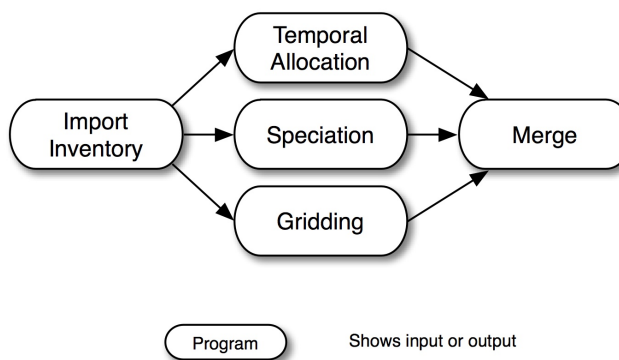 Temporal
Allocation
Import
Inventory
Speciation
Merge
Gridding
Program
Shows input or output